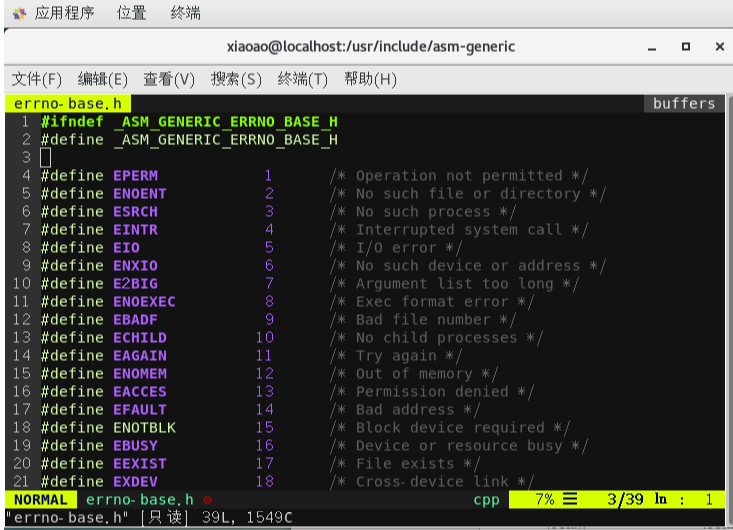 应用程序 位置 终端
xiaoao@localhost:/usr/include/asm-generic
文件(F) 编辑(E) 查看(V) 搜索(S) 终端(T) 帮助(H)
errno-base.h buffers
1 #ifndef _ASM_GENERIC_ERRNO_BASE_H
2 #define _ASM_GENERIC_ERRNO_BASE_H
3
4 #define EPERM 1 /* Operation not permitted */
5 #define ENOENT 2 /* No such file or directory */
6 #define ESRCH 3 /* No such process */
7 #define EINTR 4 /* Interrupted system call */
8 #define EIO 5 /* I/O error */
9 #define ENXIO 6 /* No such device or address */
10 #define E2BIG 7 /* Argument list too long */
11 #define ENOEXEC 8 /* Exec format error */
12 #define EBADF 9 /* Bad file number */
13 #define ECHILD 10 /* No child processes */
14 #define EAGAIN 11 /* Try again */
15 #define ENOMEM 12 /* Out of memory */
16 #define EACCES 13 /* Permission denied */
17 #define EFAULT 14 /* Bad address */
18 #define ENOTBLK 15 /* Block device required */
19 #define EBUSY 16 /* Device or resource busy */
20 #define EEXIST 17 /* File exists */
21 #define EXDEV 18 /* Cross-device link */
NORMAL errno-base.h cpp 7% ☰ 3/39 ln : 1
"errno-base.h" [只读] 39L, 1549C